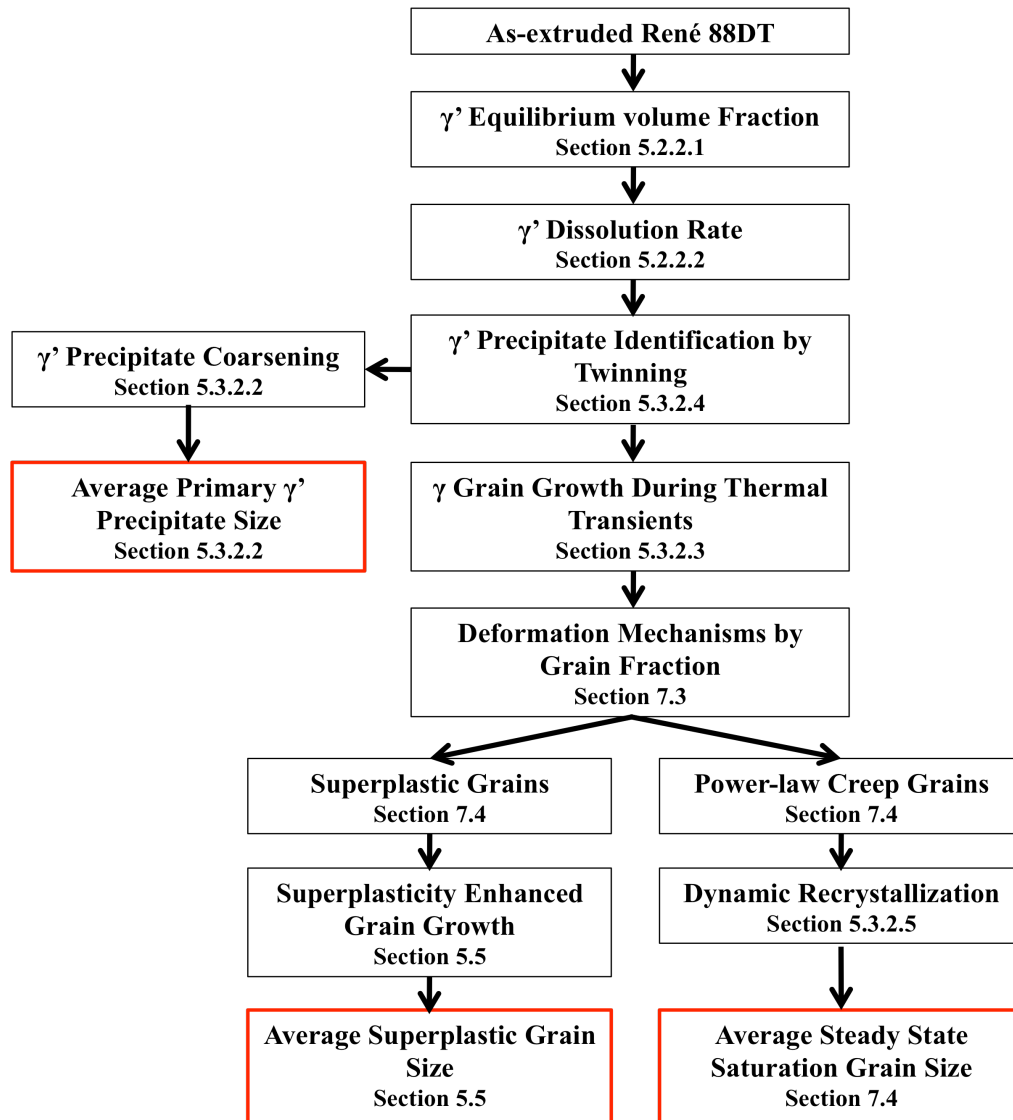 As-extruded René 88DT
γ’ Equilibrium volume Fraction
Section 5.2.2.1
γ’ Dissolution Rate
Section 5.2.2.2
γ’ Precipitate Identification by
Twinning
Section 5.3.2.4
γ’ Precipitate Coarsening
Section 5.3.2.2
Average Primary γ’
Precipitate Size
Section 5.3.2.2
γ Grain Growth During Thermal
Transients
Section 5.3.2.3
Deformation Mechanisms by
Grain Fraction
Section 7.3
Superplastic Grains
Section 7.4
Superplasticity Enhanced
Grain Growth
Section 5.5
Average Superplastic Grain
Size
Section 5.5
Power-law Creep Grains
Section 7.4
Dynamic Recrystallization
Section 5.3.2.5
Average Steady State
Saturation Grain Size
Section 7.4